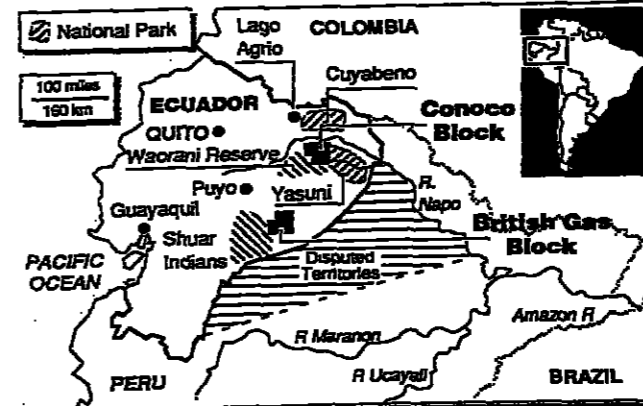 National Park
100 miles
160 km
Lago
Agrio
COLOMBIA
Cuyabeno
ECUADOR
Conoco
Block
QUITO
Waorani Reserve
Puyo
Yasuni
R.
Napo
Guayaquil
British Gas
Block
Shuar
Indians
Disputed
Territories
PACIFIC
OCEAN
R Maranon
Amazon R
PERU
R Ucayali
BRAZIL